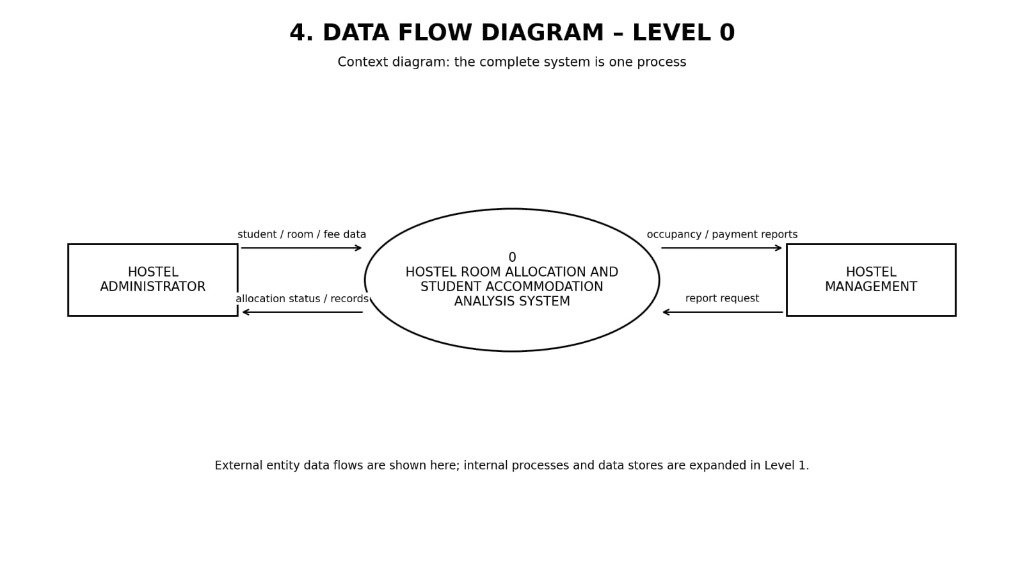 4. DATA FLOW DIAGRAM – LEVEL 0
Context diagram: the complete system is one process
student / room / fee data
occupancy / payment reports
HOSTEL
ADMINISTRATOR
0
HOSTEL ROOM ALLOCATION AND
STUDENT ACCOMMODATION
ANALYSIS SYSTEM
HOSTEL
MANAGEMENT
allocation status / records
report request
External entity data flows are shown here; internal processes and data stores are expanded in Level 1.